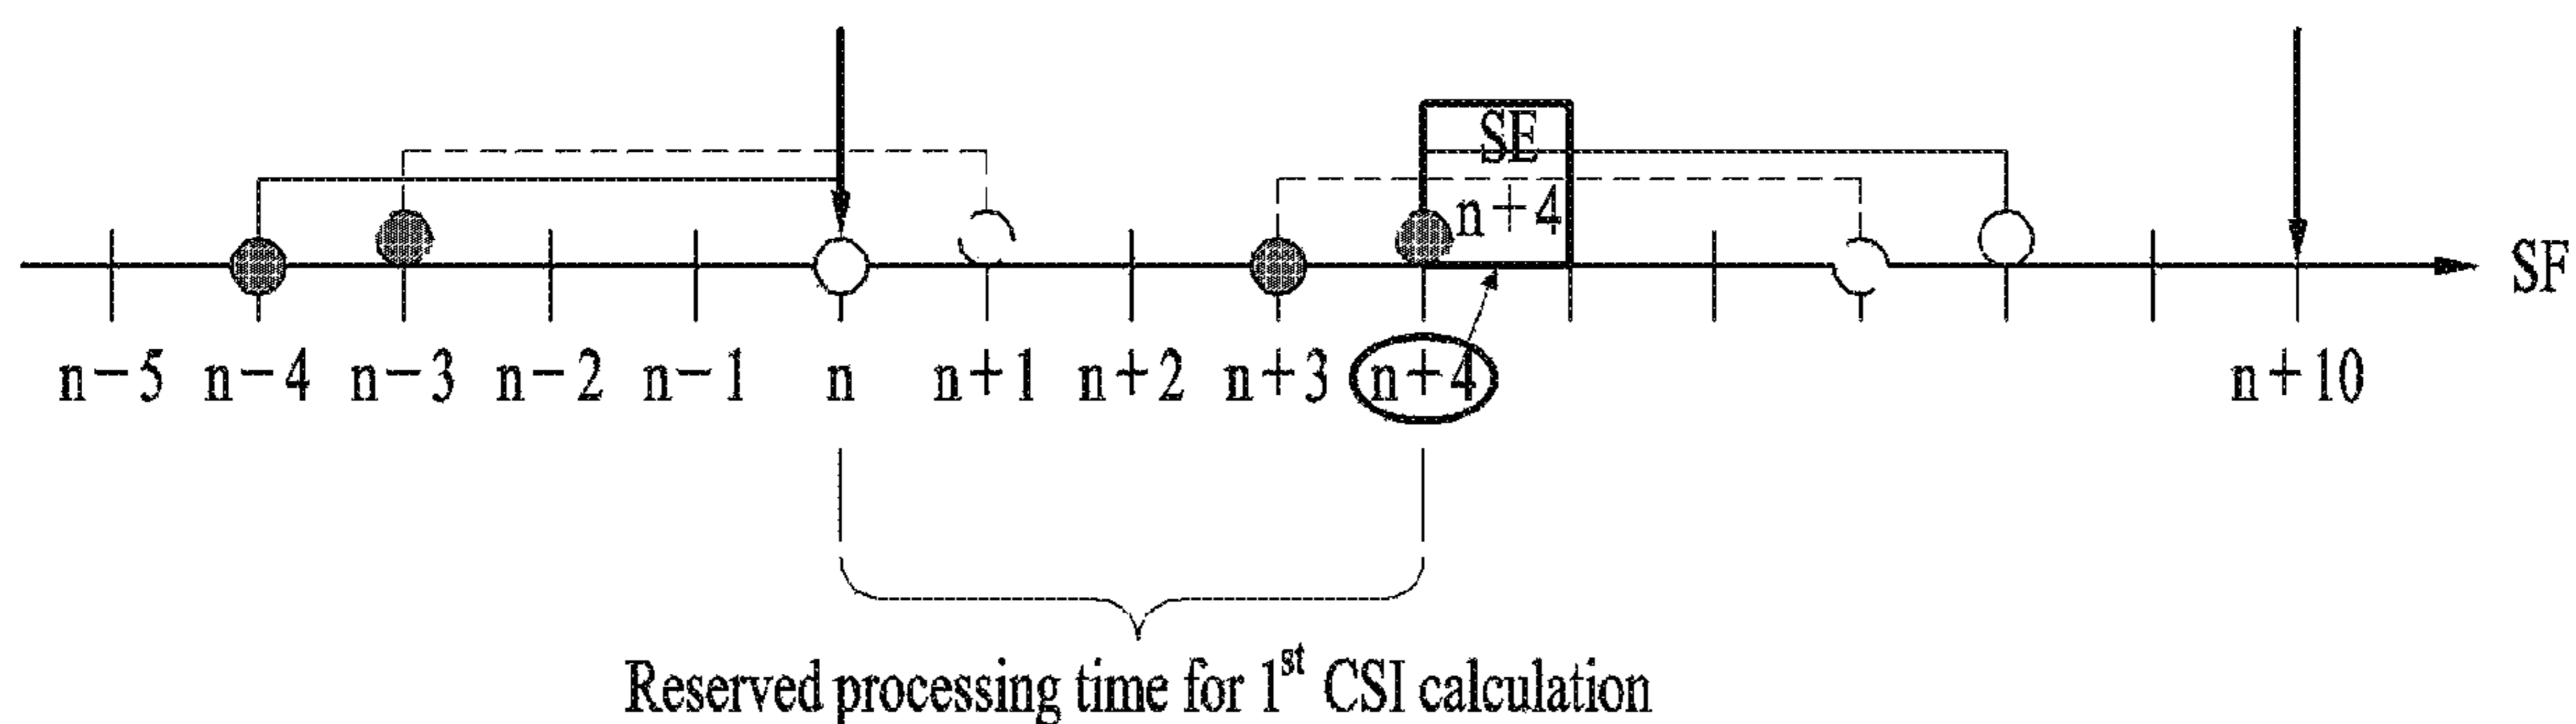 SE
n+4
SF
n−5 n−4 n−3 n−2 n−1 n n+1 n+2 n+3 n+4 n+10
Reserved processing time for 1st CSI calculation